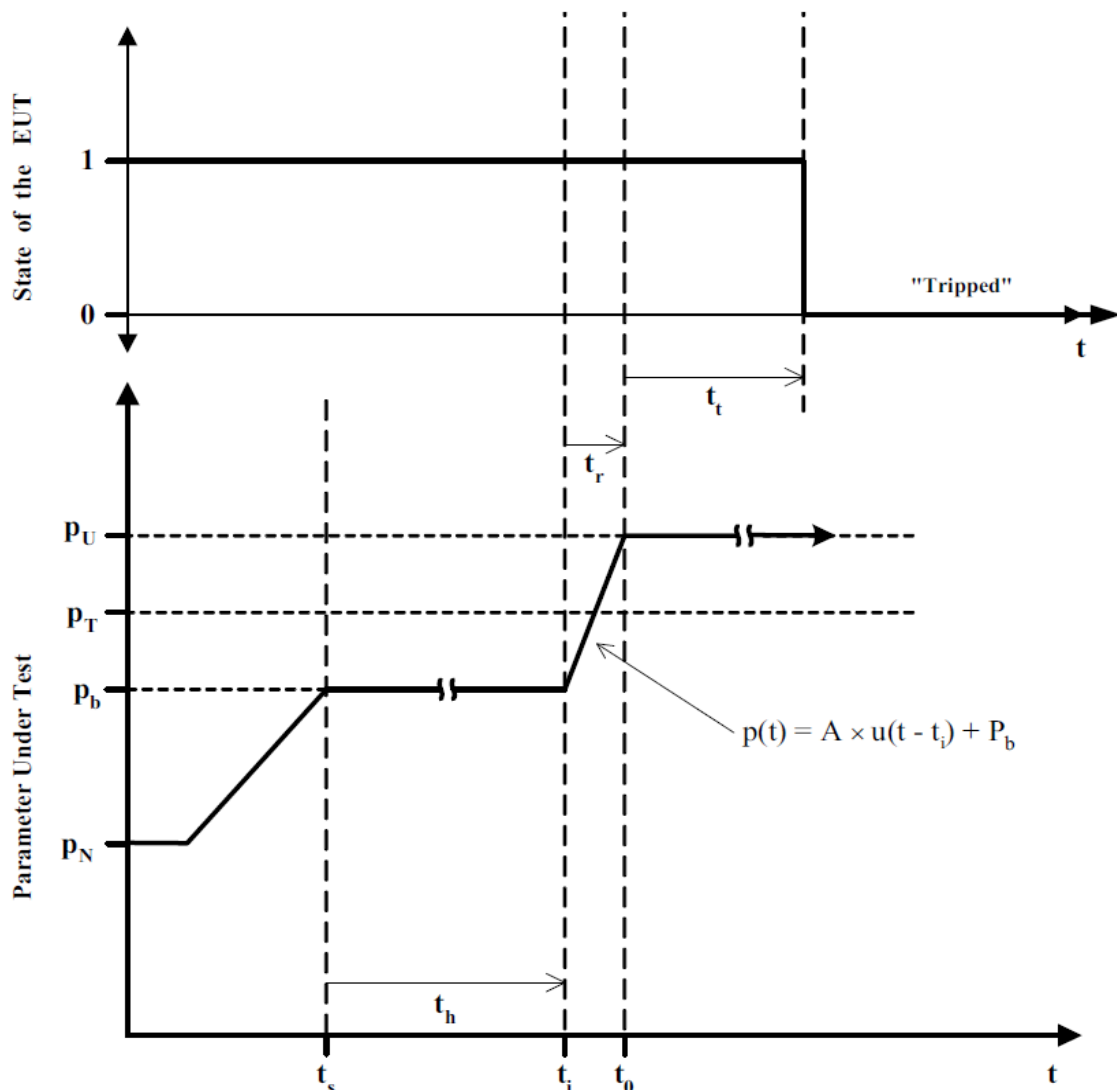 State of the EUT
1
0
"Tripped"
t
t_t
t_r
p_U
p_T
p_b
p_N
Parameter Under Test
p(t) = A × u(t - t_i) + P_b
t_h
t_s
t_i
t_0
t